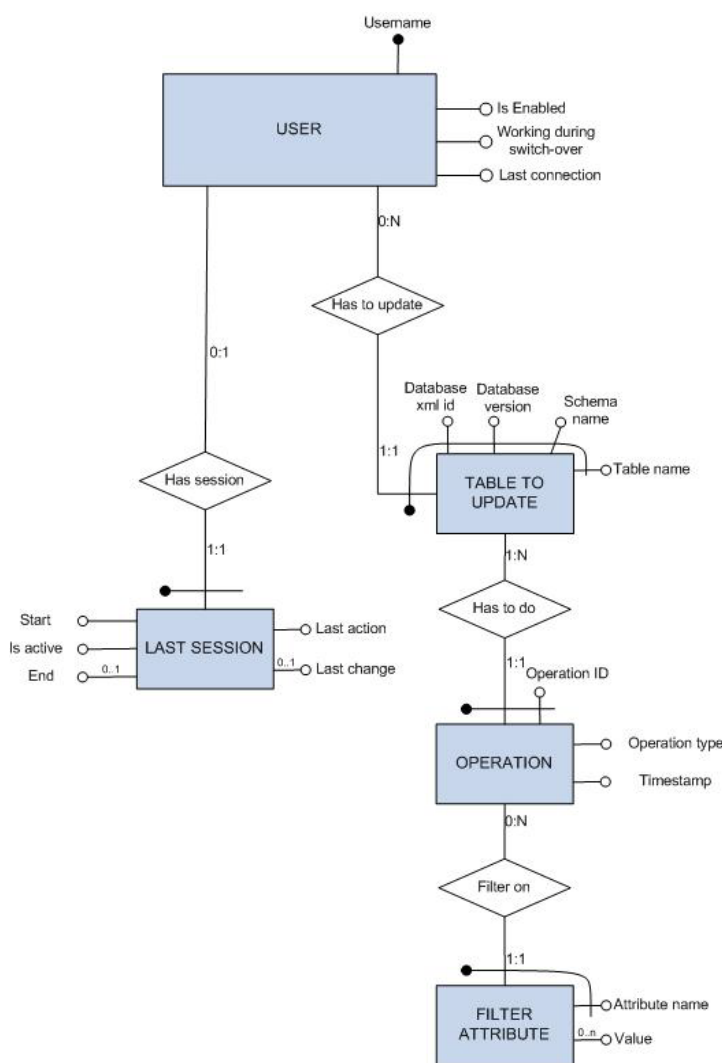 Username
USER
Is Enabled
Working during
switch-over
Last connection
0:N
Has to update
0:1
Database
xml id
Database
version
Schema
name
1:1
Table name
TABLE TO
UPDATE
Has session
1:1
1:N
Has to do
Start
Is active
End
0..1
LAST SESSION
Last action
0..1
Last change
1:1
Operation ID
OPERATION
Operation type
Timestamp
0:N
Filter on
1:1
FILTER
ATTRIBUTE
Attribute name
0..n
Value